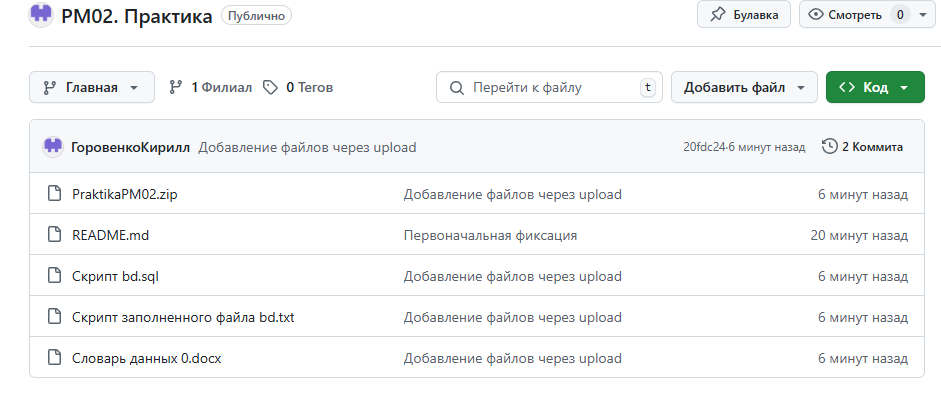 PM02. Практика Публично Булавка Смотреть 0
Главная 1 Филиал 0 Тегов Перейти к файлу t Добавить файл Код
ГоровенкоКирилл Добавление файлов через upload 20fdc24·6 минут назад 2 Коммита
PraktikaPM02.zip Добавление файлов через upload 6 минут назад
README.md Первоначальная фиксация 20 минут назад
Скрипт bd.sql Добавление файлов через upload 6 минут назад
Скрипт заполненного файла bd.txt Добавление файлов через upload 6 минут назад
Словарь данных 0.docx Добавление файлов через upload 6 минут назад